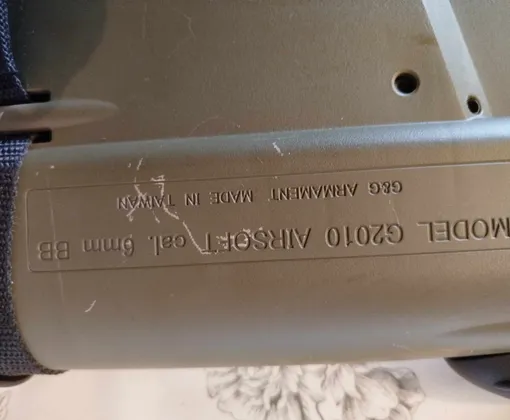 MODEL G2010 AIRSOFT cal. 6mm BB
G&G ARMAMENT MADE IN TAIWAN